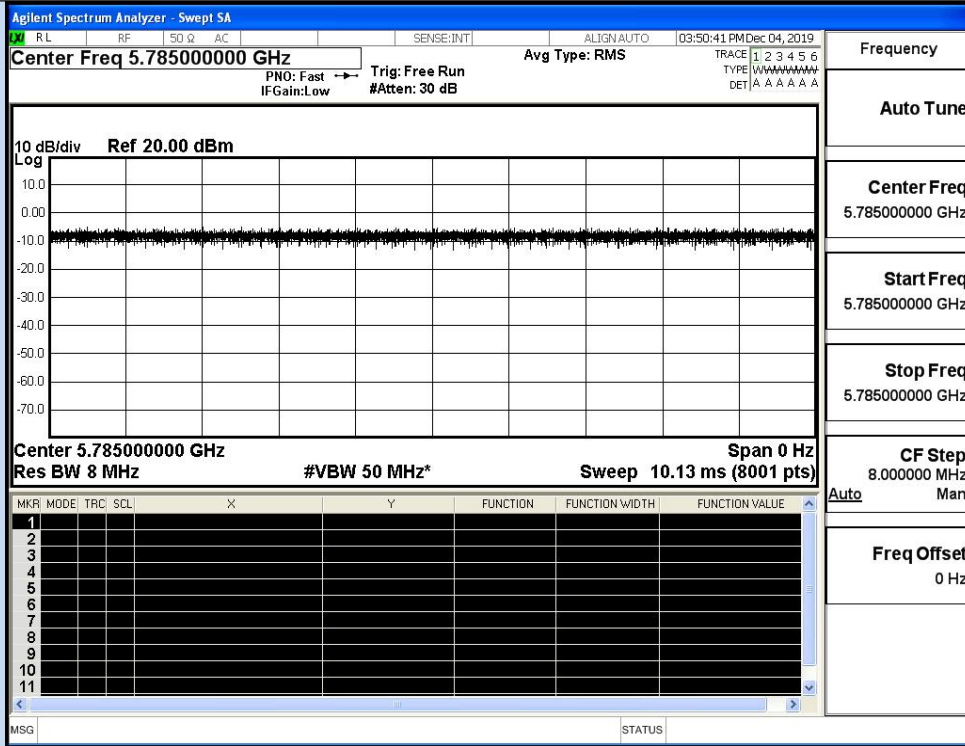 Agilent Spectrum Analyzer - Swept SA
LXI RL RF 50 Ω AC SENSE:INT ALIGNAUTO 03:50:41 PM Dec 04, 2019
Center Freq 5.785000000 GHz
Avg Type: RMS
TRACE 1 2 3 4 5 6
PNO: Fast Trig: Free Run
TYPE WWWWWW
IFGain:Low #Atten: 30 dB
DET A A A A A A
10 dB/div Ref 20.00 dBm
Log
10.0
0.00
-10.0
-20.0
-30.0
-40.0
-50.0
-60.0
-70.0
Center 5.785000000 GHz Span 0 Hz
Res BW 8 MHz #VBW 50 MHz* Sweep 10.13 ms (8001 pts)
MKR MODE TRC SCL X Y FUNCTION FUNCTION WIDTH FUNCTION VALUE
1
2
3
4
5
6
7
8
9
10
11
MSG STATUS
Frequency
Auto Tune
Center Freq
5.785000000 GHz
Start Freq
5.785000000 GHz
Stop Freq
5.785000000 GHz
CF Step
8.000000 MHz
Auto Man
Freq Offset
0 Hz